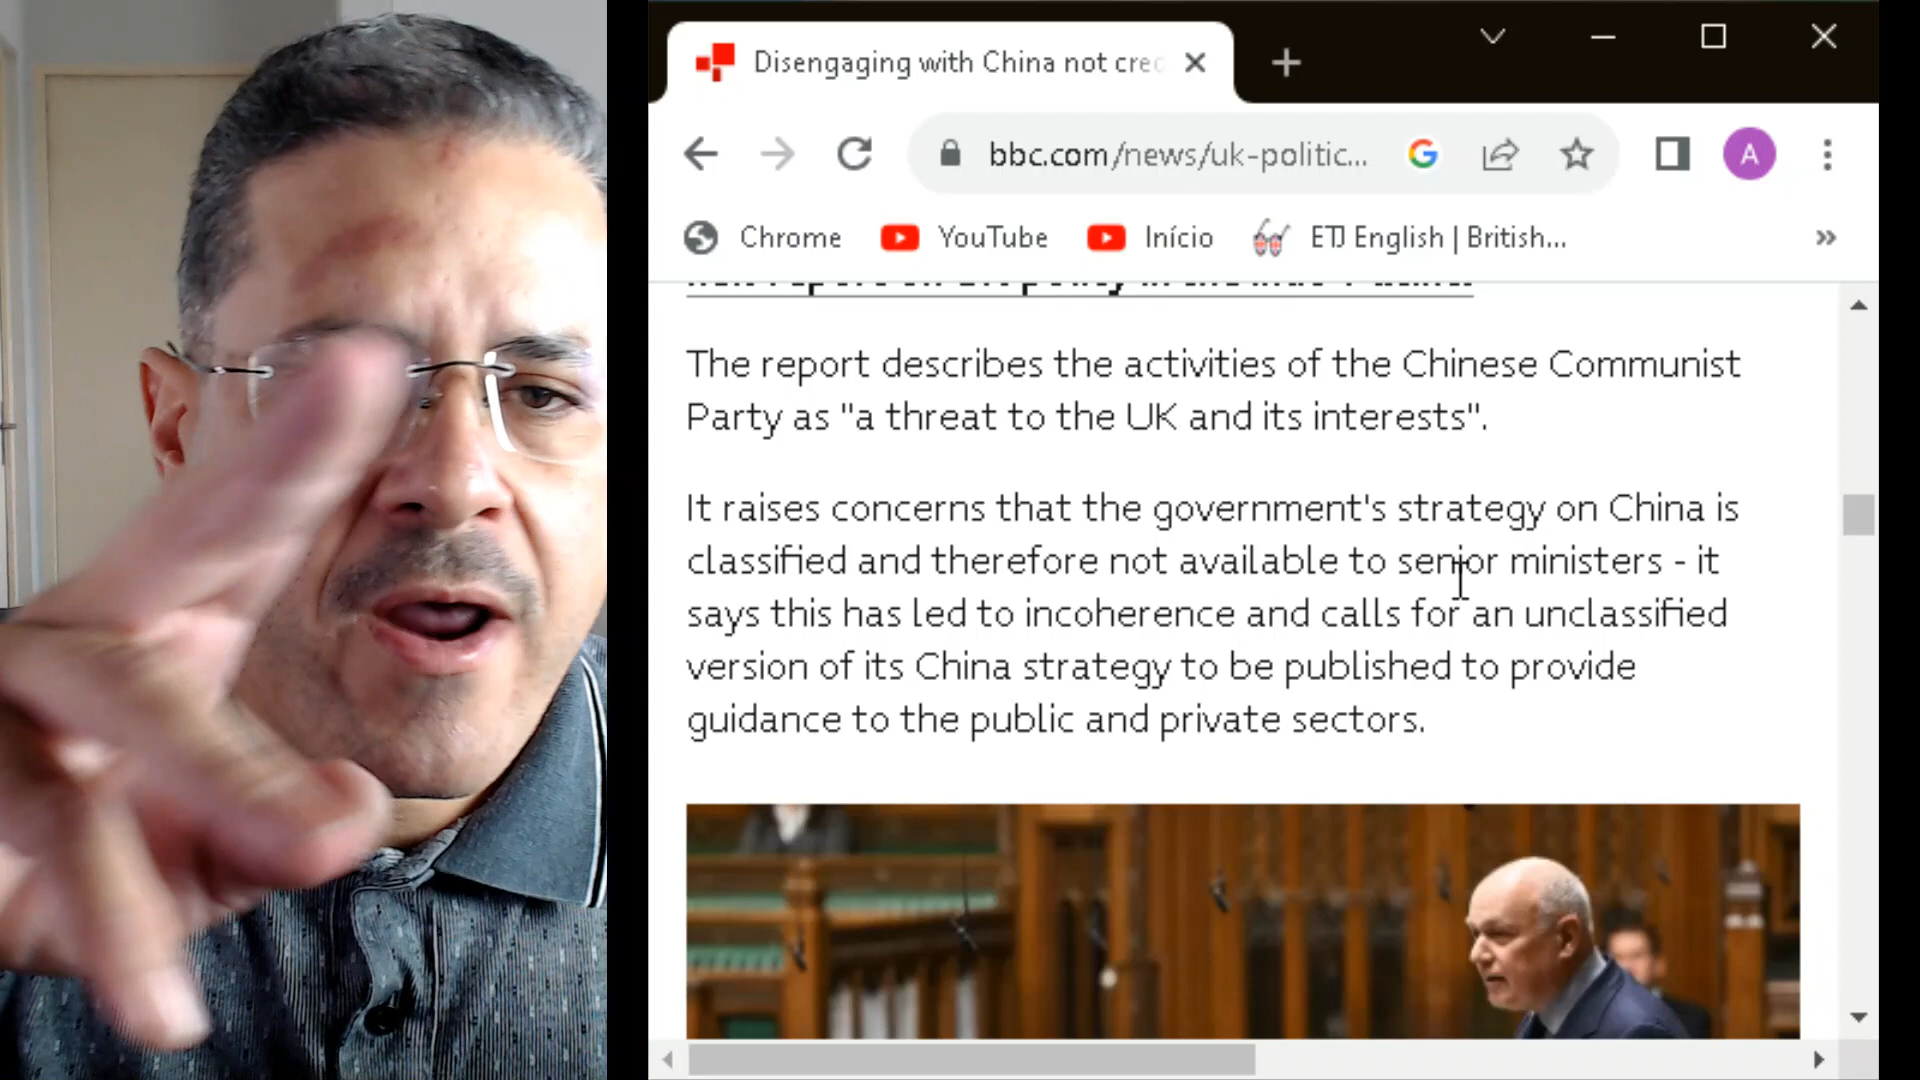 Disengaging with China not cred
bbc.com/news/uk-politic...
A
Chrome
YouTube
Início
ETJ English | British...
The report describes the activities of the Chinese Communist
Party as "a threat to the UK and its interests".
It raises concerns that the government's strategy on China is
classified and therefore not available to senior ministers - it
says this has led to incoherence and calls for an unclassified
version of its China strategy to be published to provide
guidance to the public and private sectors.